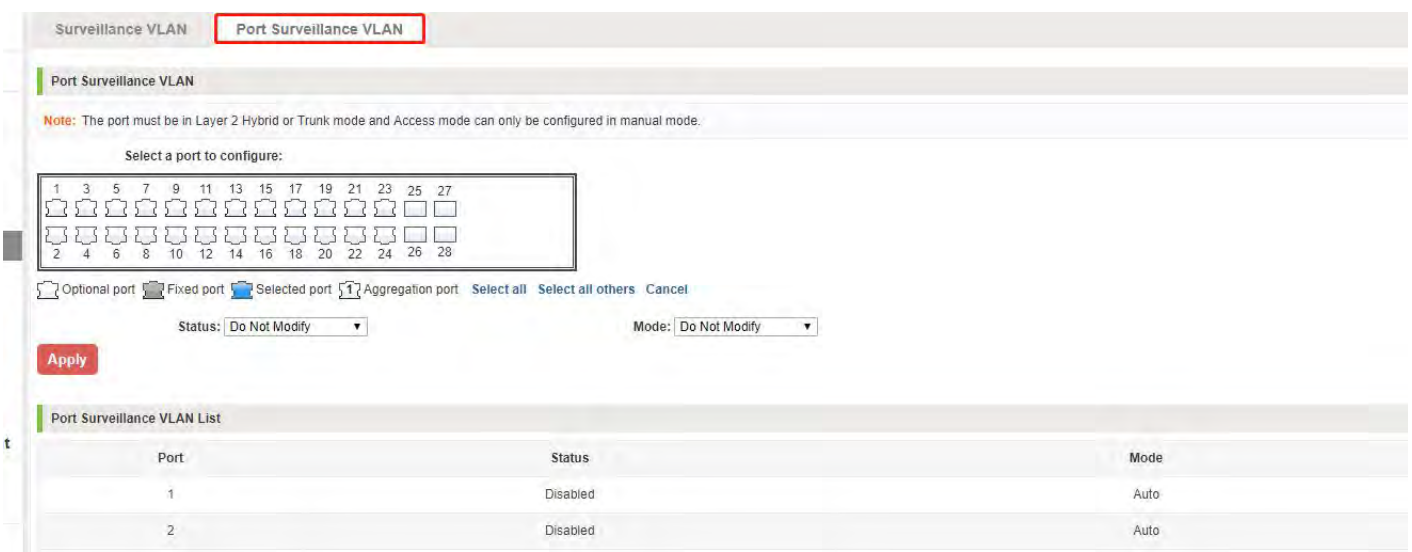 Surveillance VLAN Port Surveillance VLAN
Port Surveillance VLAN
Note: The port must be in Layer 2 Hybrid or Trunk mode and Access mode can only be configured in manual mode.
Select a port to configure:
1 3 5 7 9 11 13 15 17 19 21 23 25 27
2 4 6 8 10 12 14 16 18 20 22 24 26 28
Optional port Fixed port Selected port 1 Aggregation port Select all Select all others Cancel
Status: Do Not Modify Mode: Do Not Modify
Apply
Port Surveillance VLAN List
t
Port Status Mode
1 Disabled Auto
2 Disabled Auto